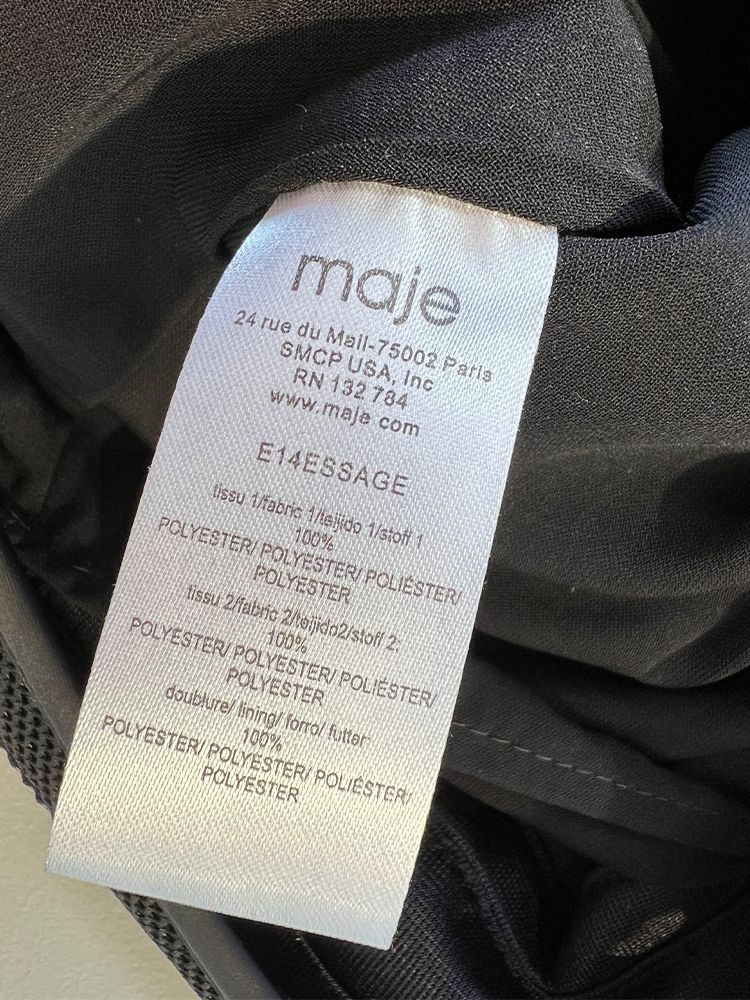 maje
24 rue du Mail-75002 Paris
SMCP USA, Inc
RN 132 784
www.maje.com
E14ESSAGE
tissu 1/fabric 1/tejido 1/stoff 1
100%
POLYESTER/ POLYESTER/ POLIÉSTER/
POLYESTER
tissu 2/fabric 2/tejido2/stoff 2:
100%
POLYESTER/ POLYESTER/ POLIÉSTER/
POLYESTER
doublure/ lining/ forro/ futter:
100%
POLYESTER/ POLYESTER/ POLIÉSTER/
POLYESTER